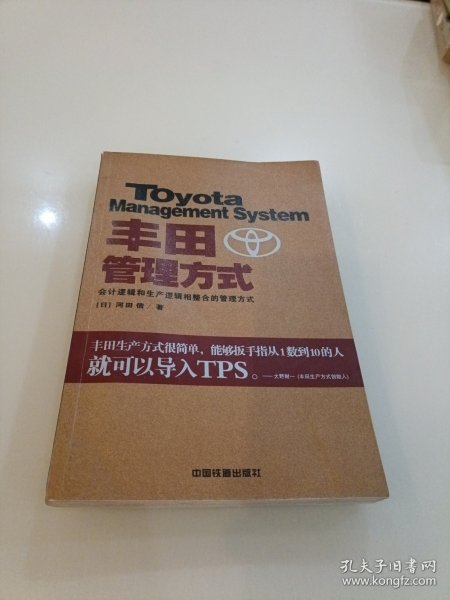 Toyota
Management System
丰田
管理方式
会计逻辑和生产逻辑相整合的管理方式
[日] 河田 信/著
丰田生产方式很简单，能够扳手指从1数到10的人
就可以导入TPS。
——大野耐一 (丰田生产方式创始人)
中国铁道出版社
孔夫子旧书网
www.kongfz.com